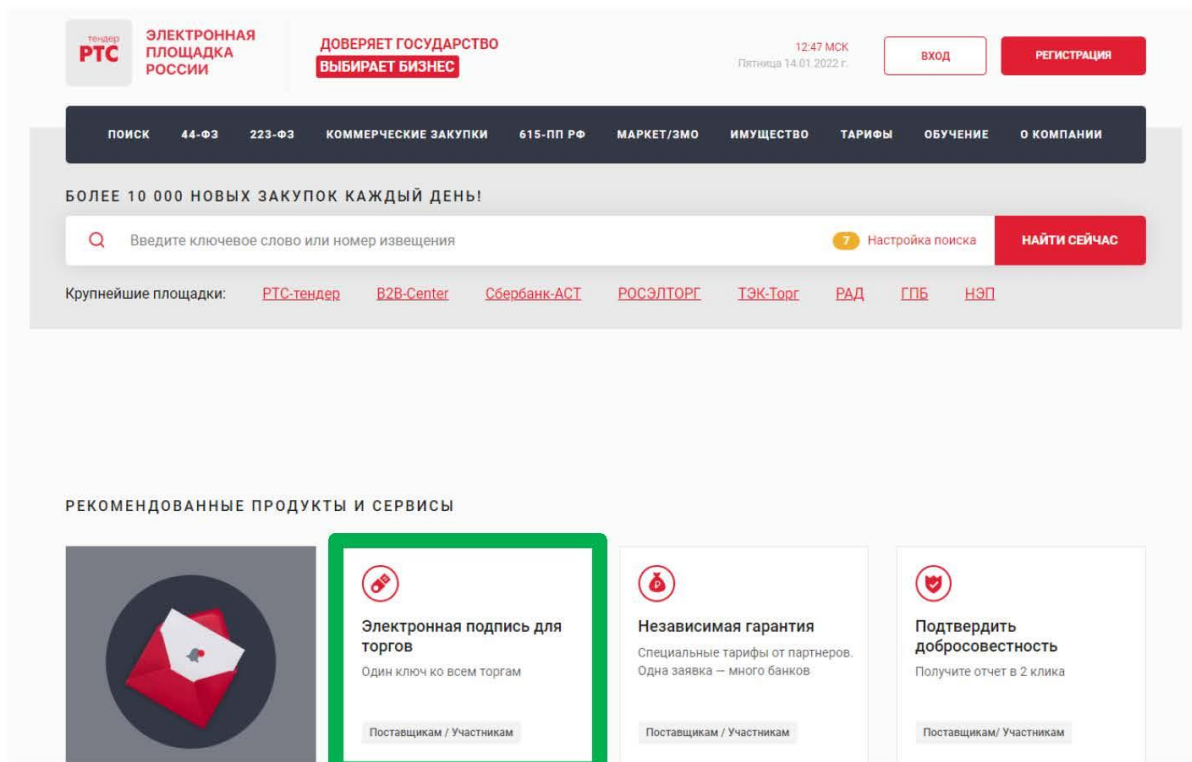 тендер
РТС
ЭЛЕКТРОННАЯ
ПЛОЩАДКА
РОССИИ
ДОВЕРЯЕТ ГОСУДАРСТВО
ВЫБИРАЕТ БИЗНЕС
12:47 МСК
Пятница 14.01.2022 г.
ВХОД
РЕГИСТРАЦИЯ
ПОИСК 44-ФЗ 223-ФЗ КОММЕРЧЕСКИЕ ЗАКУПКИ 615-ПП РФ МАРКЕТ/ЗМО ИМУЩЕСТВО ТАРИФЫ ОБУЧЕНИЕ О КОМПАНИИ
БОЛЕЕ 10 000 НОВЫХ ЗАКУПОК КАЖДЫЙ ДЕНЬ!
Введите ключевое слово или номер извещения 7 Настройка поиска НАЙТИ СЕЙЧАС
Крупнейшие площадки: РТС-тендер B2B-Center Сбербанк-АСТ РОСЭЛТОРГ ТЭК-Торг РАД ГПБ НЭП
РЕКОМЕНДОВАННЫЕ ПРОДУКТЫ И СЕРВИСЫ
Электронная подпись для
торгов
Один ключ ко всем торгам
Поставщикам / Участникам
Независимая гарантия
Специальные тарифы от партнеров.
Одна заявка — много банков
Поставщикам / Участникам
Подтвердить
добросовестность
Получите отчет в 2 клика
Поставщикам/ Участникам